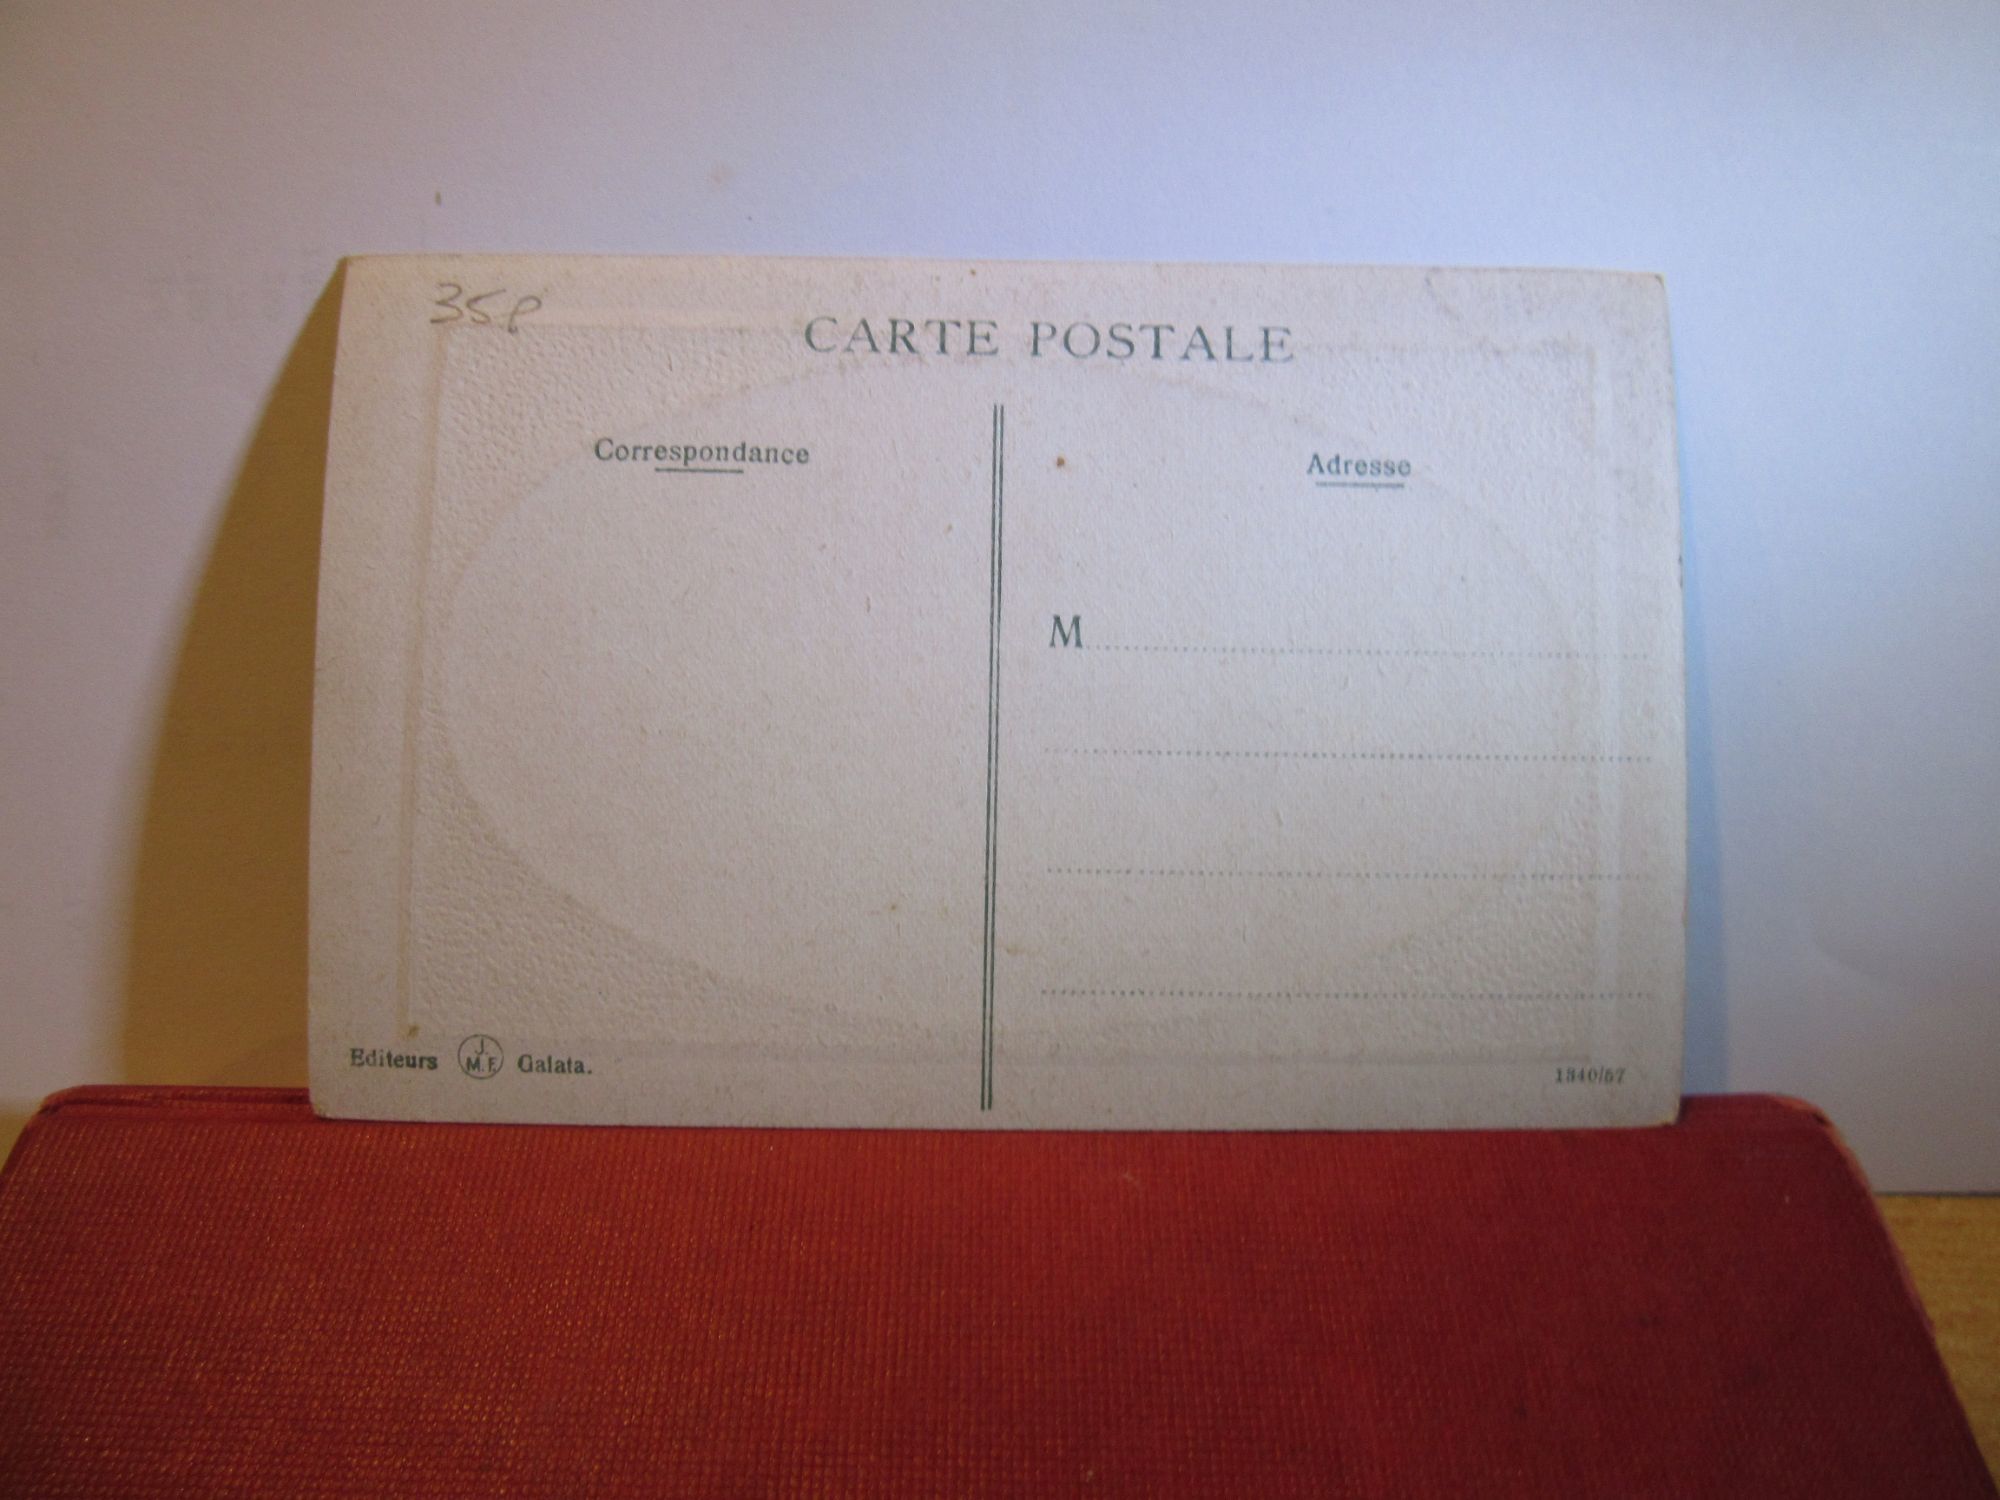 35p
CARTE POSTALE
Correspondance
Adresse
M
Editeurs J. M. F. Galata.
1340/57